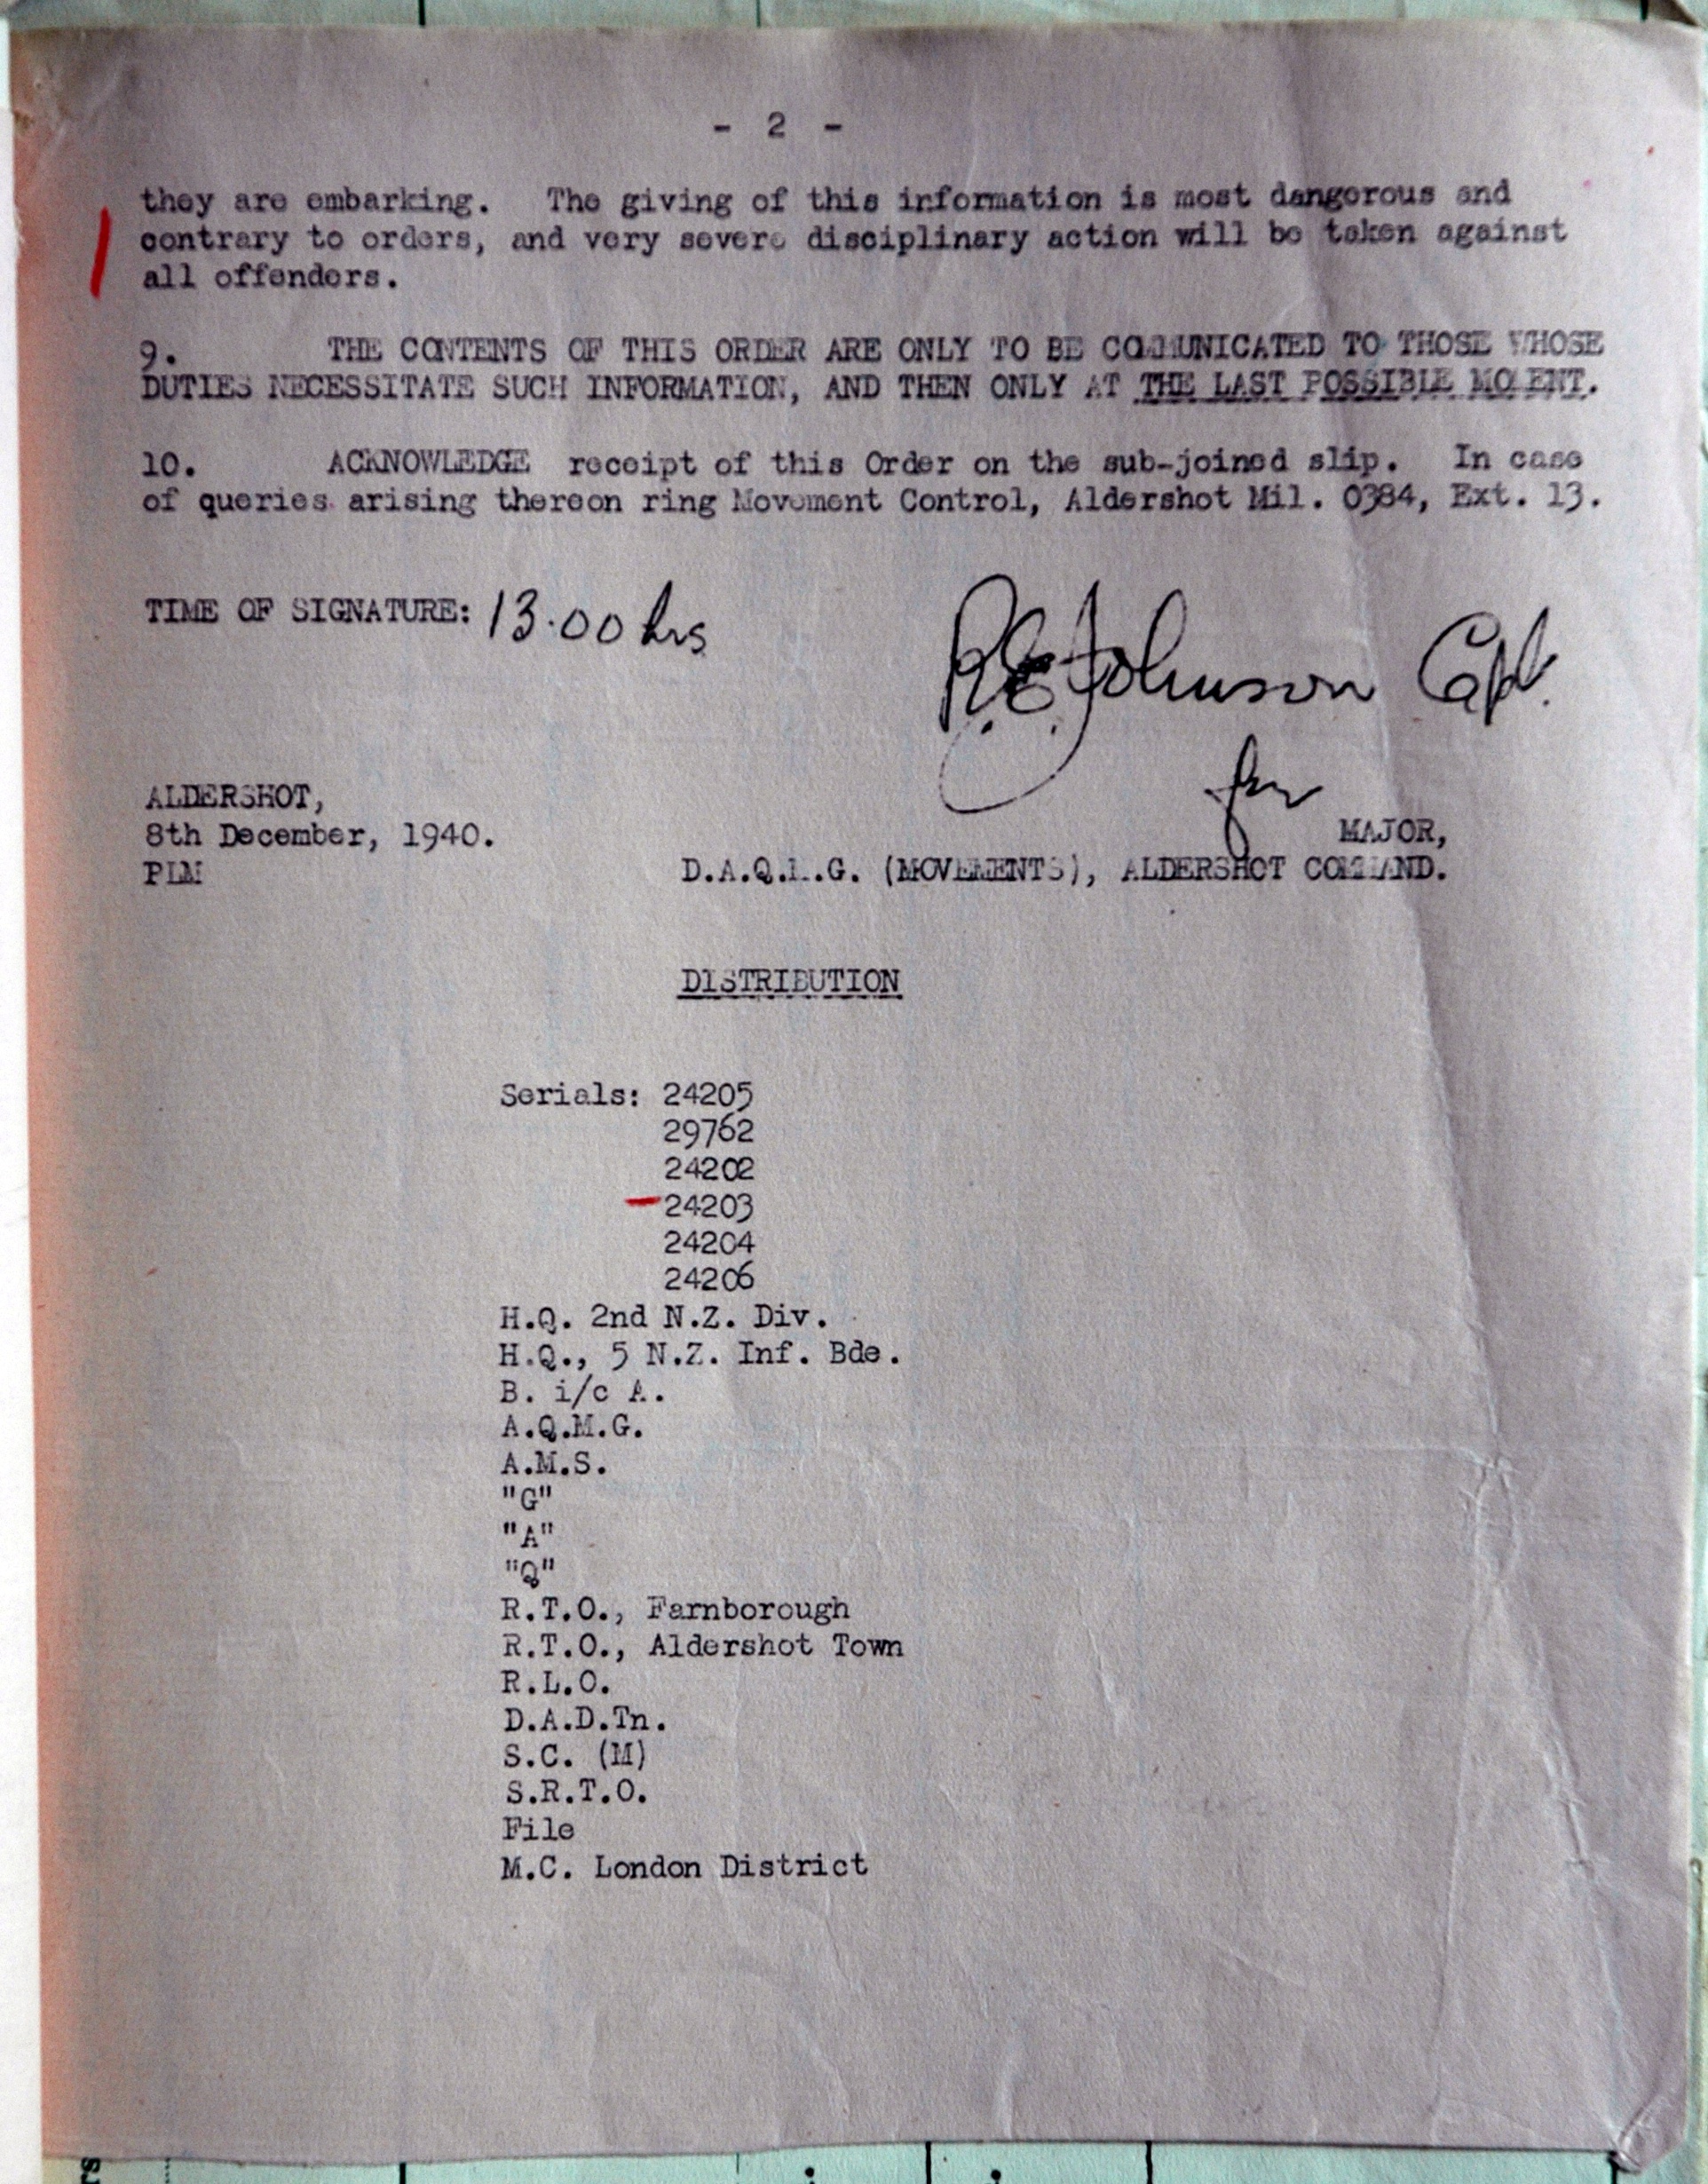 - 2 -
they are embarking. The giving of this information is most dangerous and
contrary to orders, and very severe disciplinary action will be taken against
all offenders.
9. THE CONTENTS OF THIS ORDER ARE ONLY TO BE COMMUNICATED TO THOSE WHOSE
DUTIES NECESSITATE SUCH INFORMATION, AND THEN ONLY AT THE LAST POSSIBLE MOMENT.
10. ACKNOWLEDGE receipt of this Order on the sub-joined slip. In case
of queries arising thereon ring Movement Control, Aldershot Mil. 0384, Ext. 13.
TIME OF SIGNATURE: 13.00 hrs
R.E. Johnson Capt.
for
ALDERSHOT,
8th December, 1940.
PLM
MAJOR,
D.A.Q.M.G. (MOVEMENTS), ALDERSHOT COMMAND.
DISTRIBUTION
Serials: 24205
29762
24202
24203
24204
24206
H.Q. 2nd N.Z. Div.
H.Q., 5 N.Z. Inf. Bde.
B. i/c A.
A.Q.M.G.
A.M.S.
"G"
"A"
"Q"
R.T.O., Farnborough
R.T.O., Aldershot Town
R.L.O.
D.A.D.Tn.
S.C. (M)
S.R.T.O.
File
M.C. London District